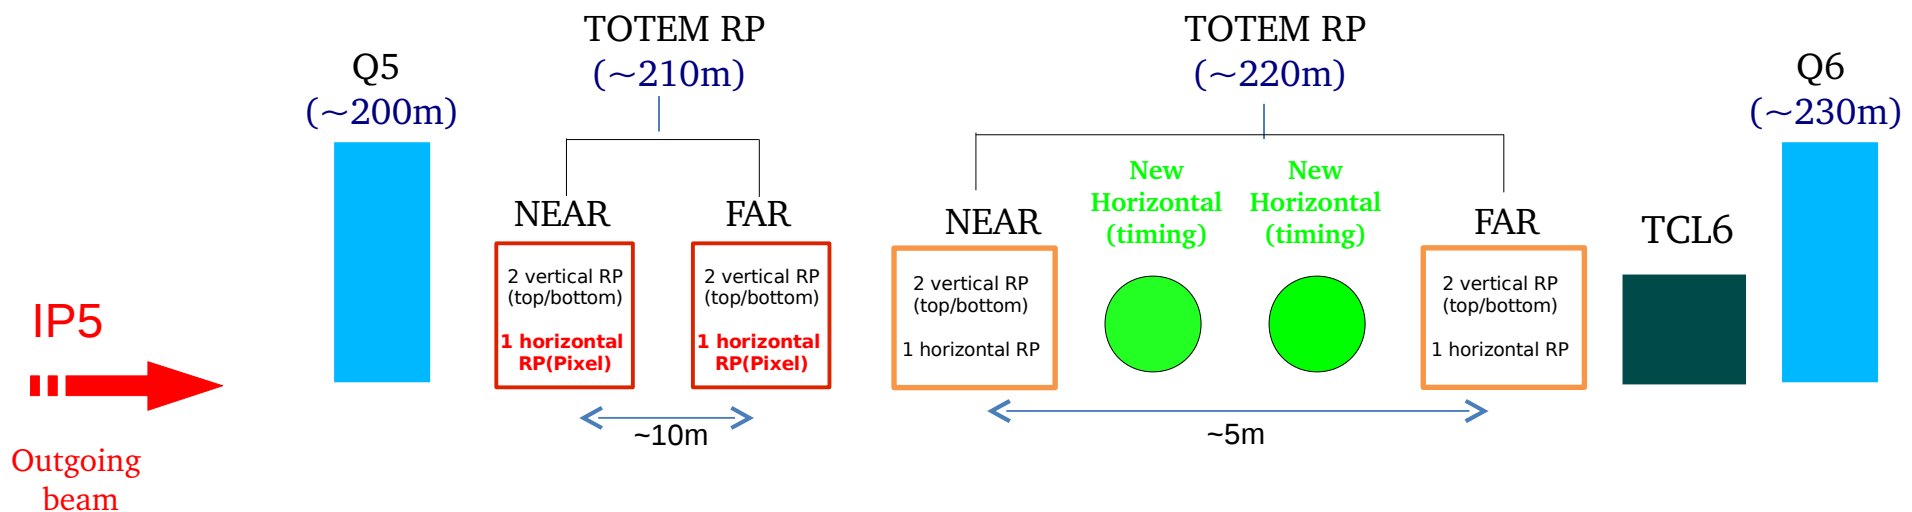 Q5
(~200m)
TOTEM RP
(~210m)
TOTEM RP
(~220m)
Q6
(~230m)
NEAR
FAR
NEAR
New
Horizontal
(timing)
New
Horizontal
(timing)
FAR
TCL6
2 vertical RP
(top/bottom)
1 horizontal
RP(Pixel)
2 vertical RP
(top/bottom)
1 horizontal
RP(Pixel)
2 vertical RP
(top/bottom)
1 horizontal RP
2 vertical RP
(top/bottom)
1 horizontal RP
IP5
~10m
~5m
Outgoing
beam